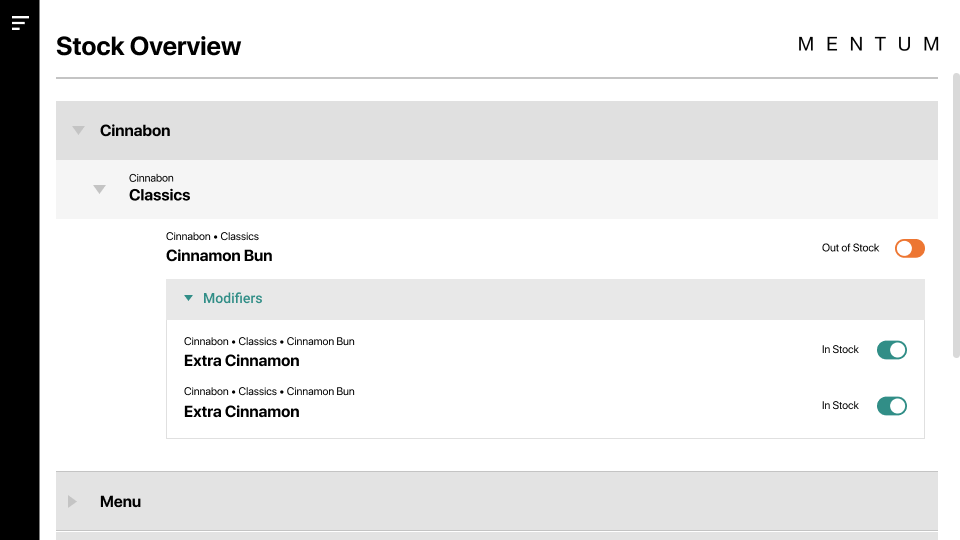 Stock Overview
MENTUM
Cinnabon
Cinnabon
Classics
Cinnabon • Classics
Cinnamon Bun
Out of Stock
Modifiers
Cinnabon • Classics • Cinnamon Bun
Extra Cinnamon
In Stock
Cinnabon • Classics • Cinnamon Bun
Extra Cinnamon
In Stock
Menu